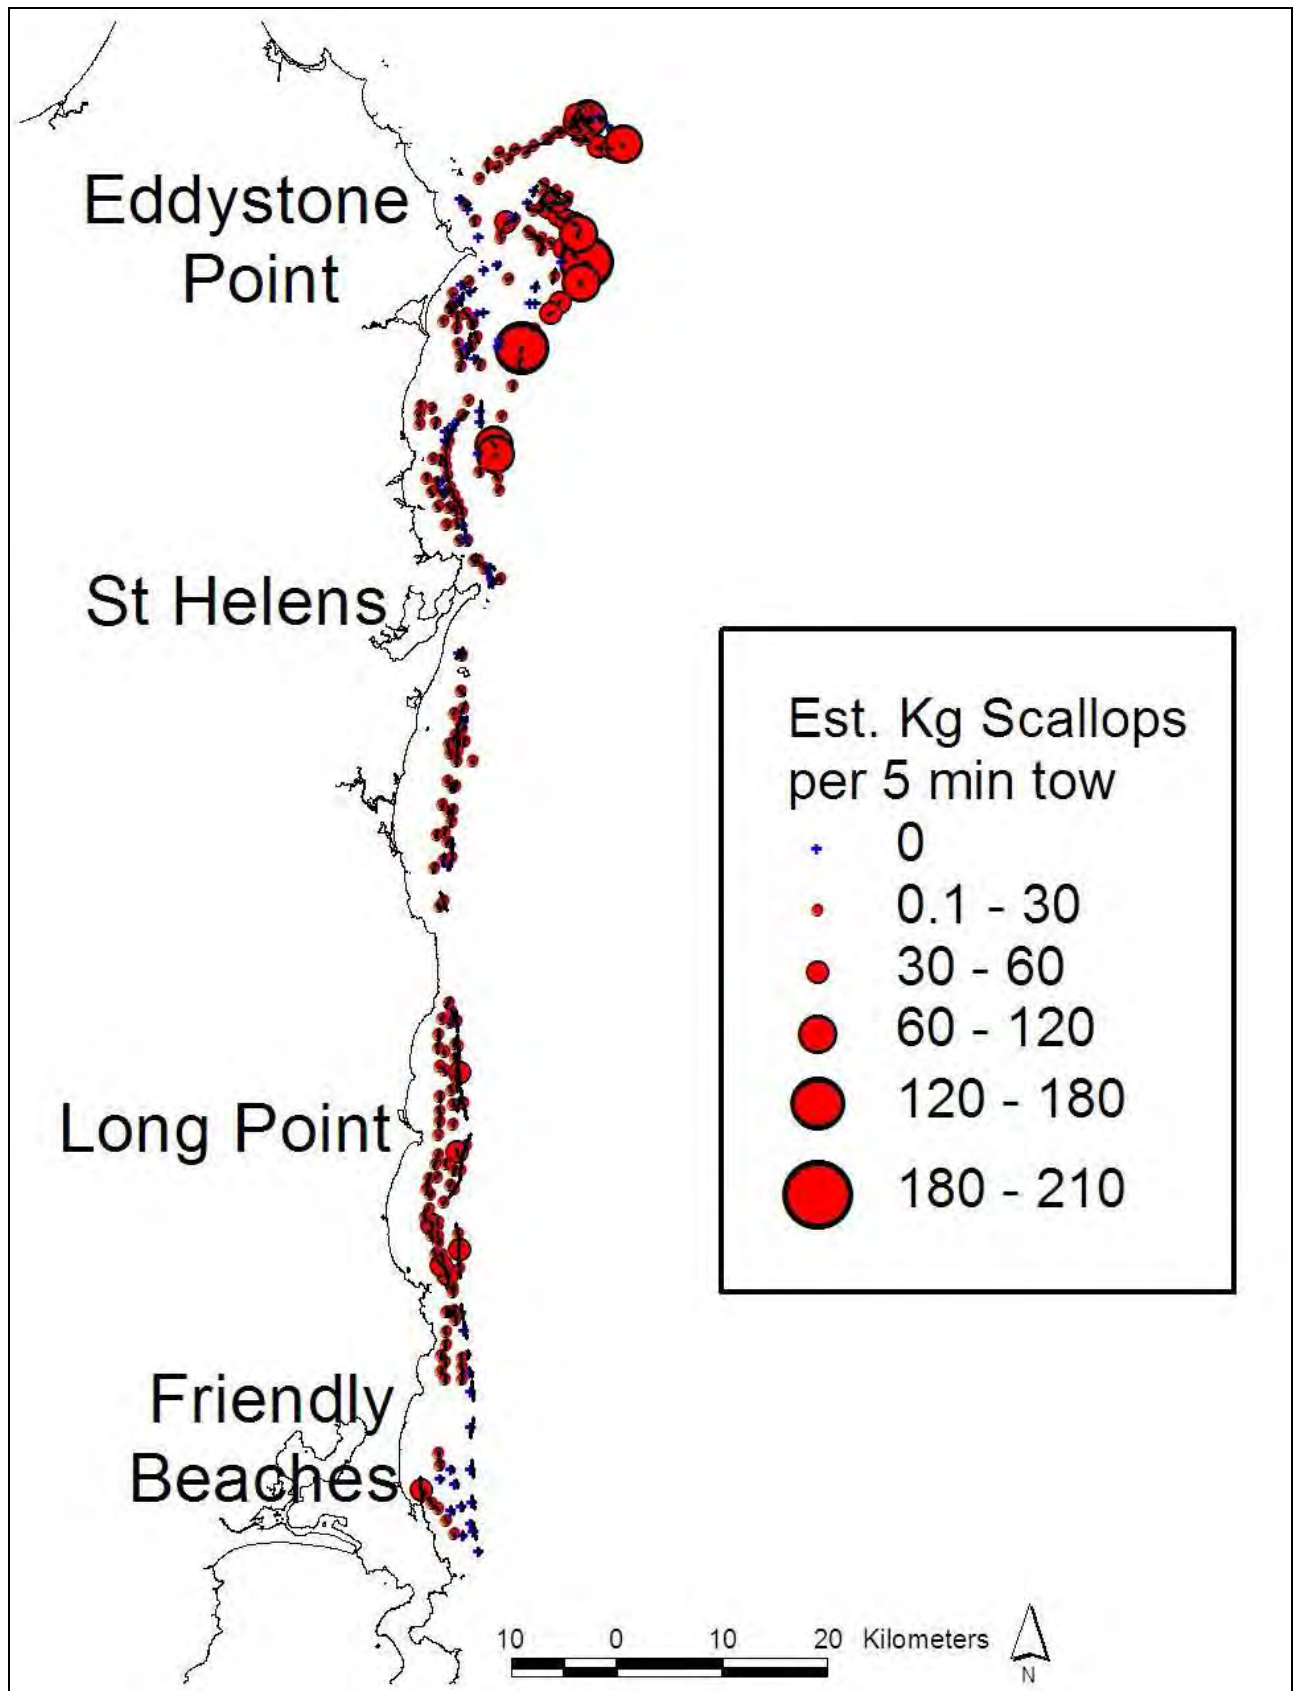 Eddystone
Point
St Helens
Est. Kg Scallops
per 5 min tow
0
0.1 - 30
30 - 60
60 - 120
120 - 180
180 - 210
Long Point
Friendly
Beaches
10 0 10 20 Kilometers
N